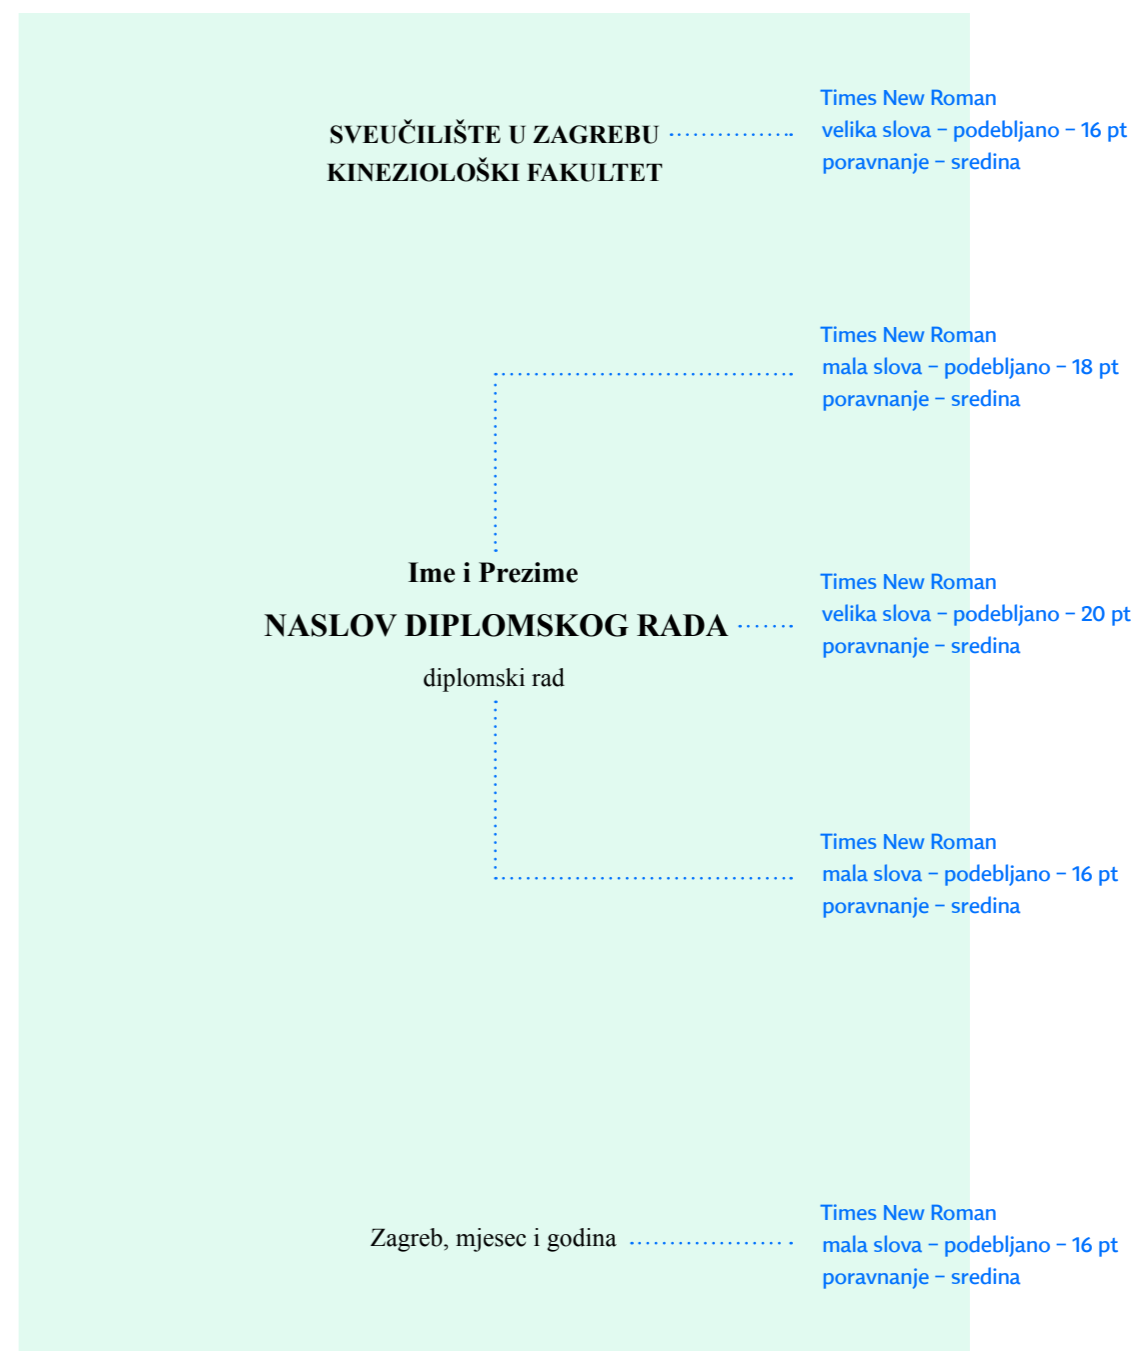 SVEUČILIŠTE U ZAGREBU
KINEZIOLOŠKI FAKULTET
Times New Roman
velika slova – podebljano – 16 pt
poravnanje – sredina
Times New Roman
mala slova – podebljano – 18 pt
poravnanje – sredina
Ime i Prezime
NASLOV DIPLOMSKOG RADA
diplomski rad
Times New Roman
velika slova – podebljano – 20 pt
poravnanje – sredina
Times New Roman
mala slova – podebljano – 16 pt
poravnanje – sredina
Zagreb, mjesec i godina
Times New Roman
mala slova – podebljano – 16 pt
poravnanje – sredina